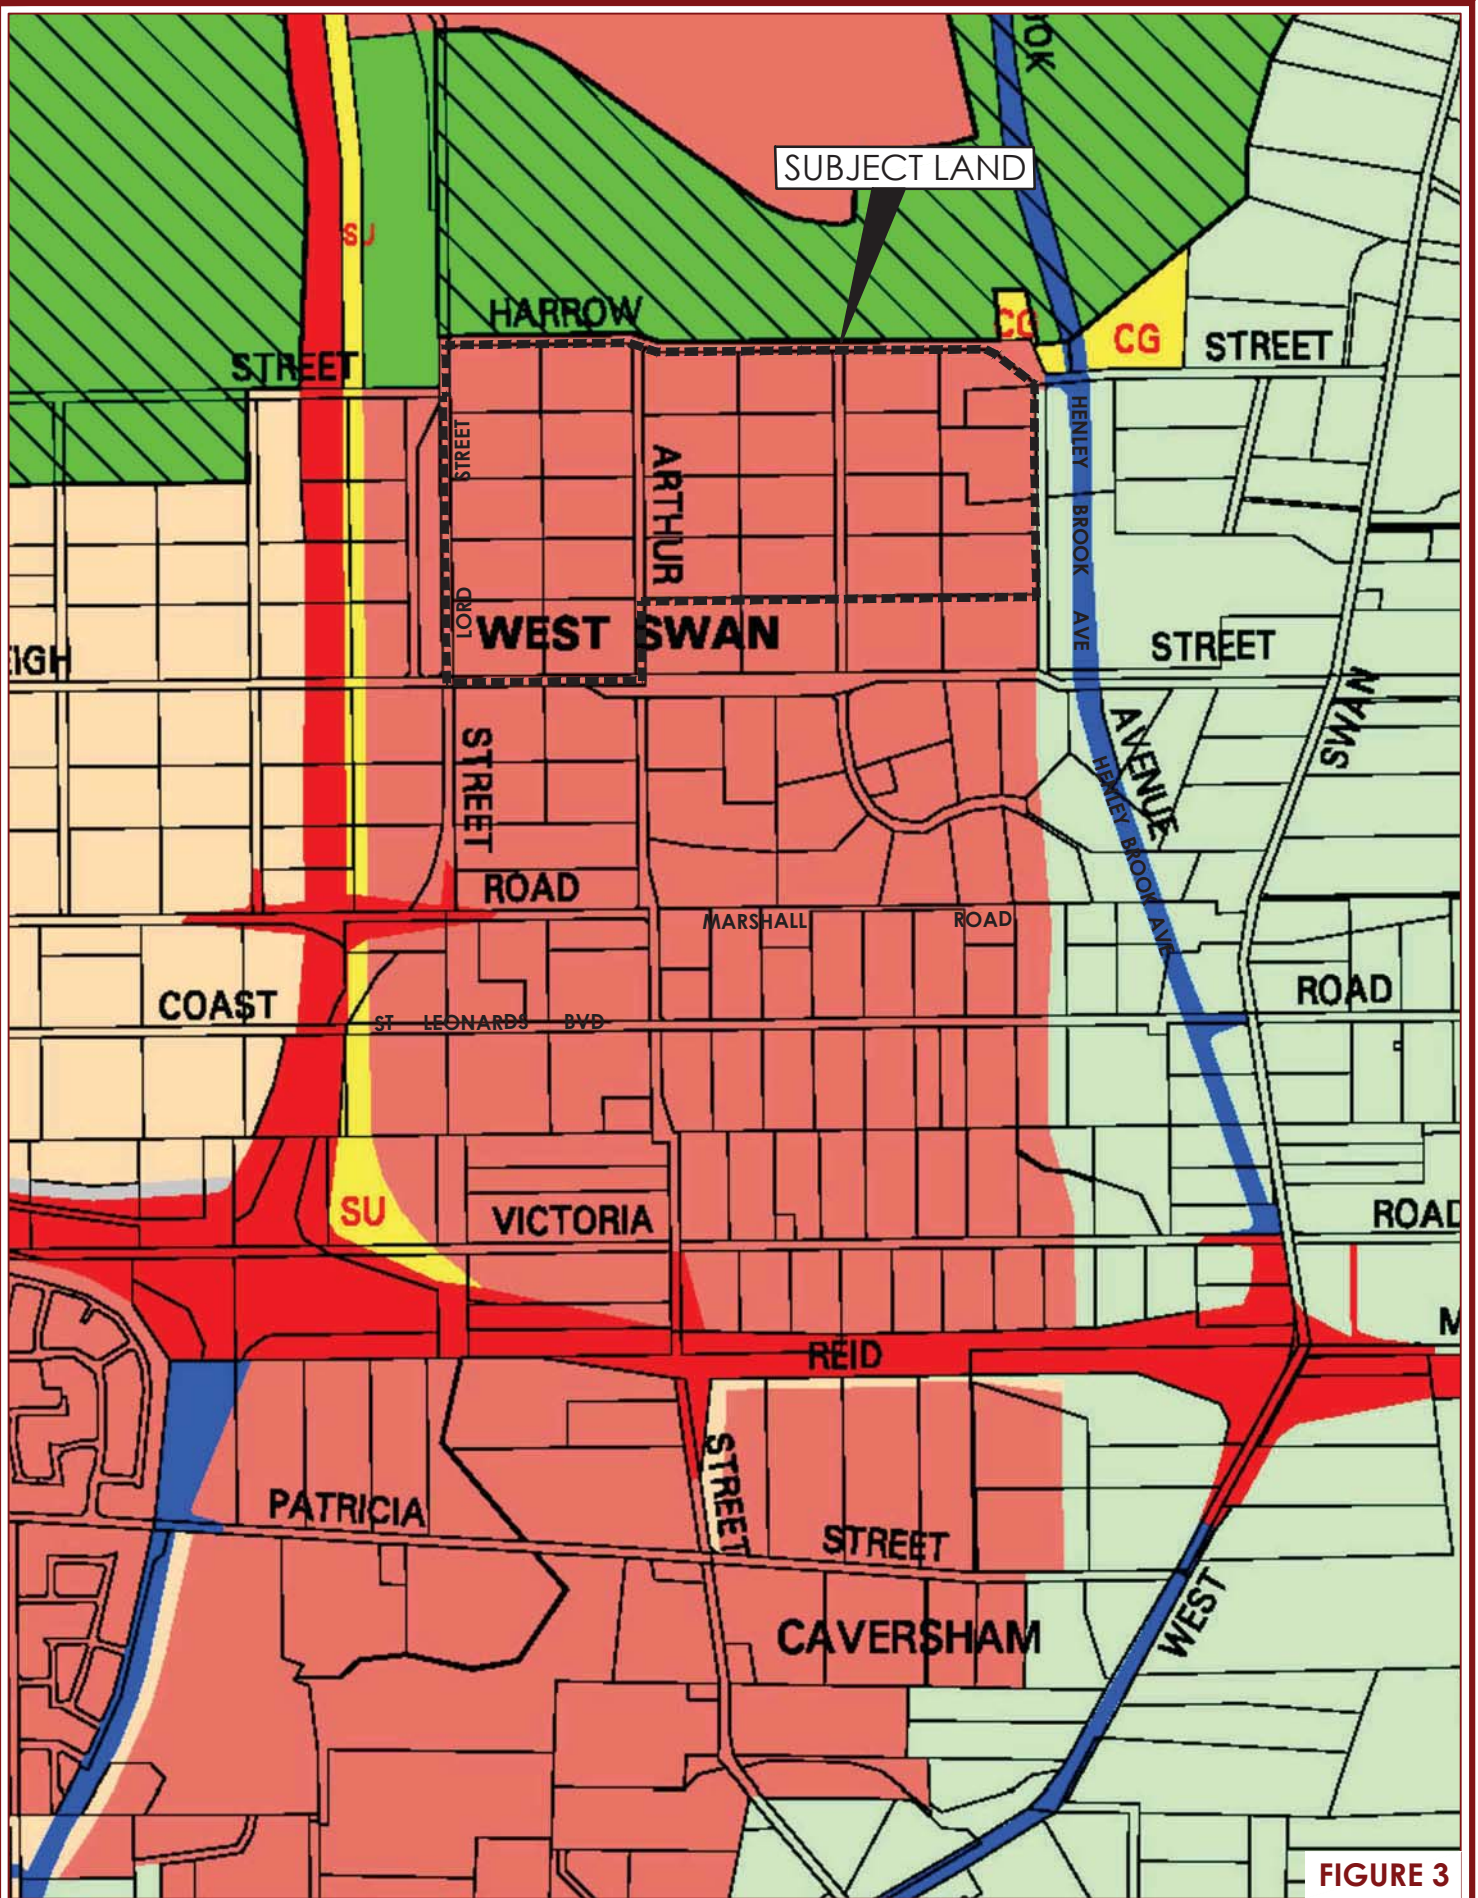 OOK
SUBJECT LAND
SU
HARROW
CG
CG
STREET
STREET
HENLEY BROOK AVE
STREET
LORD
ARTHUR
WEST SWAN
STREET
IGH
SWAN
AVENUE
STREET
HENLEY BROOK AVE
ROAD
MARSHALL ROAD
COAST
ROAD
ST LEONARDS BVD
SU
VICTORIA
ROAD
M
REID
STREET
PATRICIA
STREET
WEST
CAVERSHAM
FIGURE 3